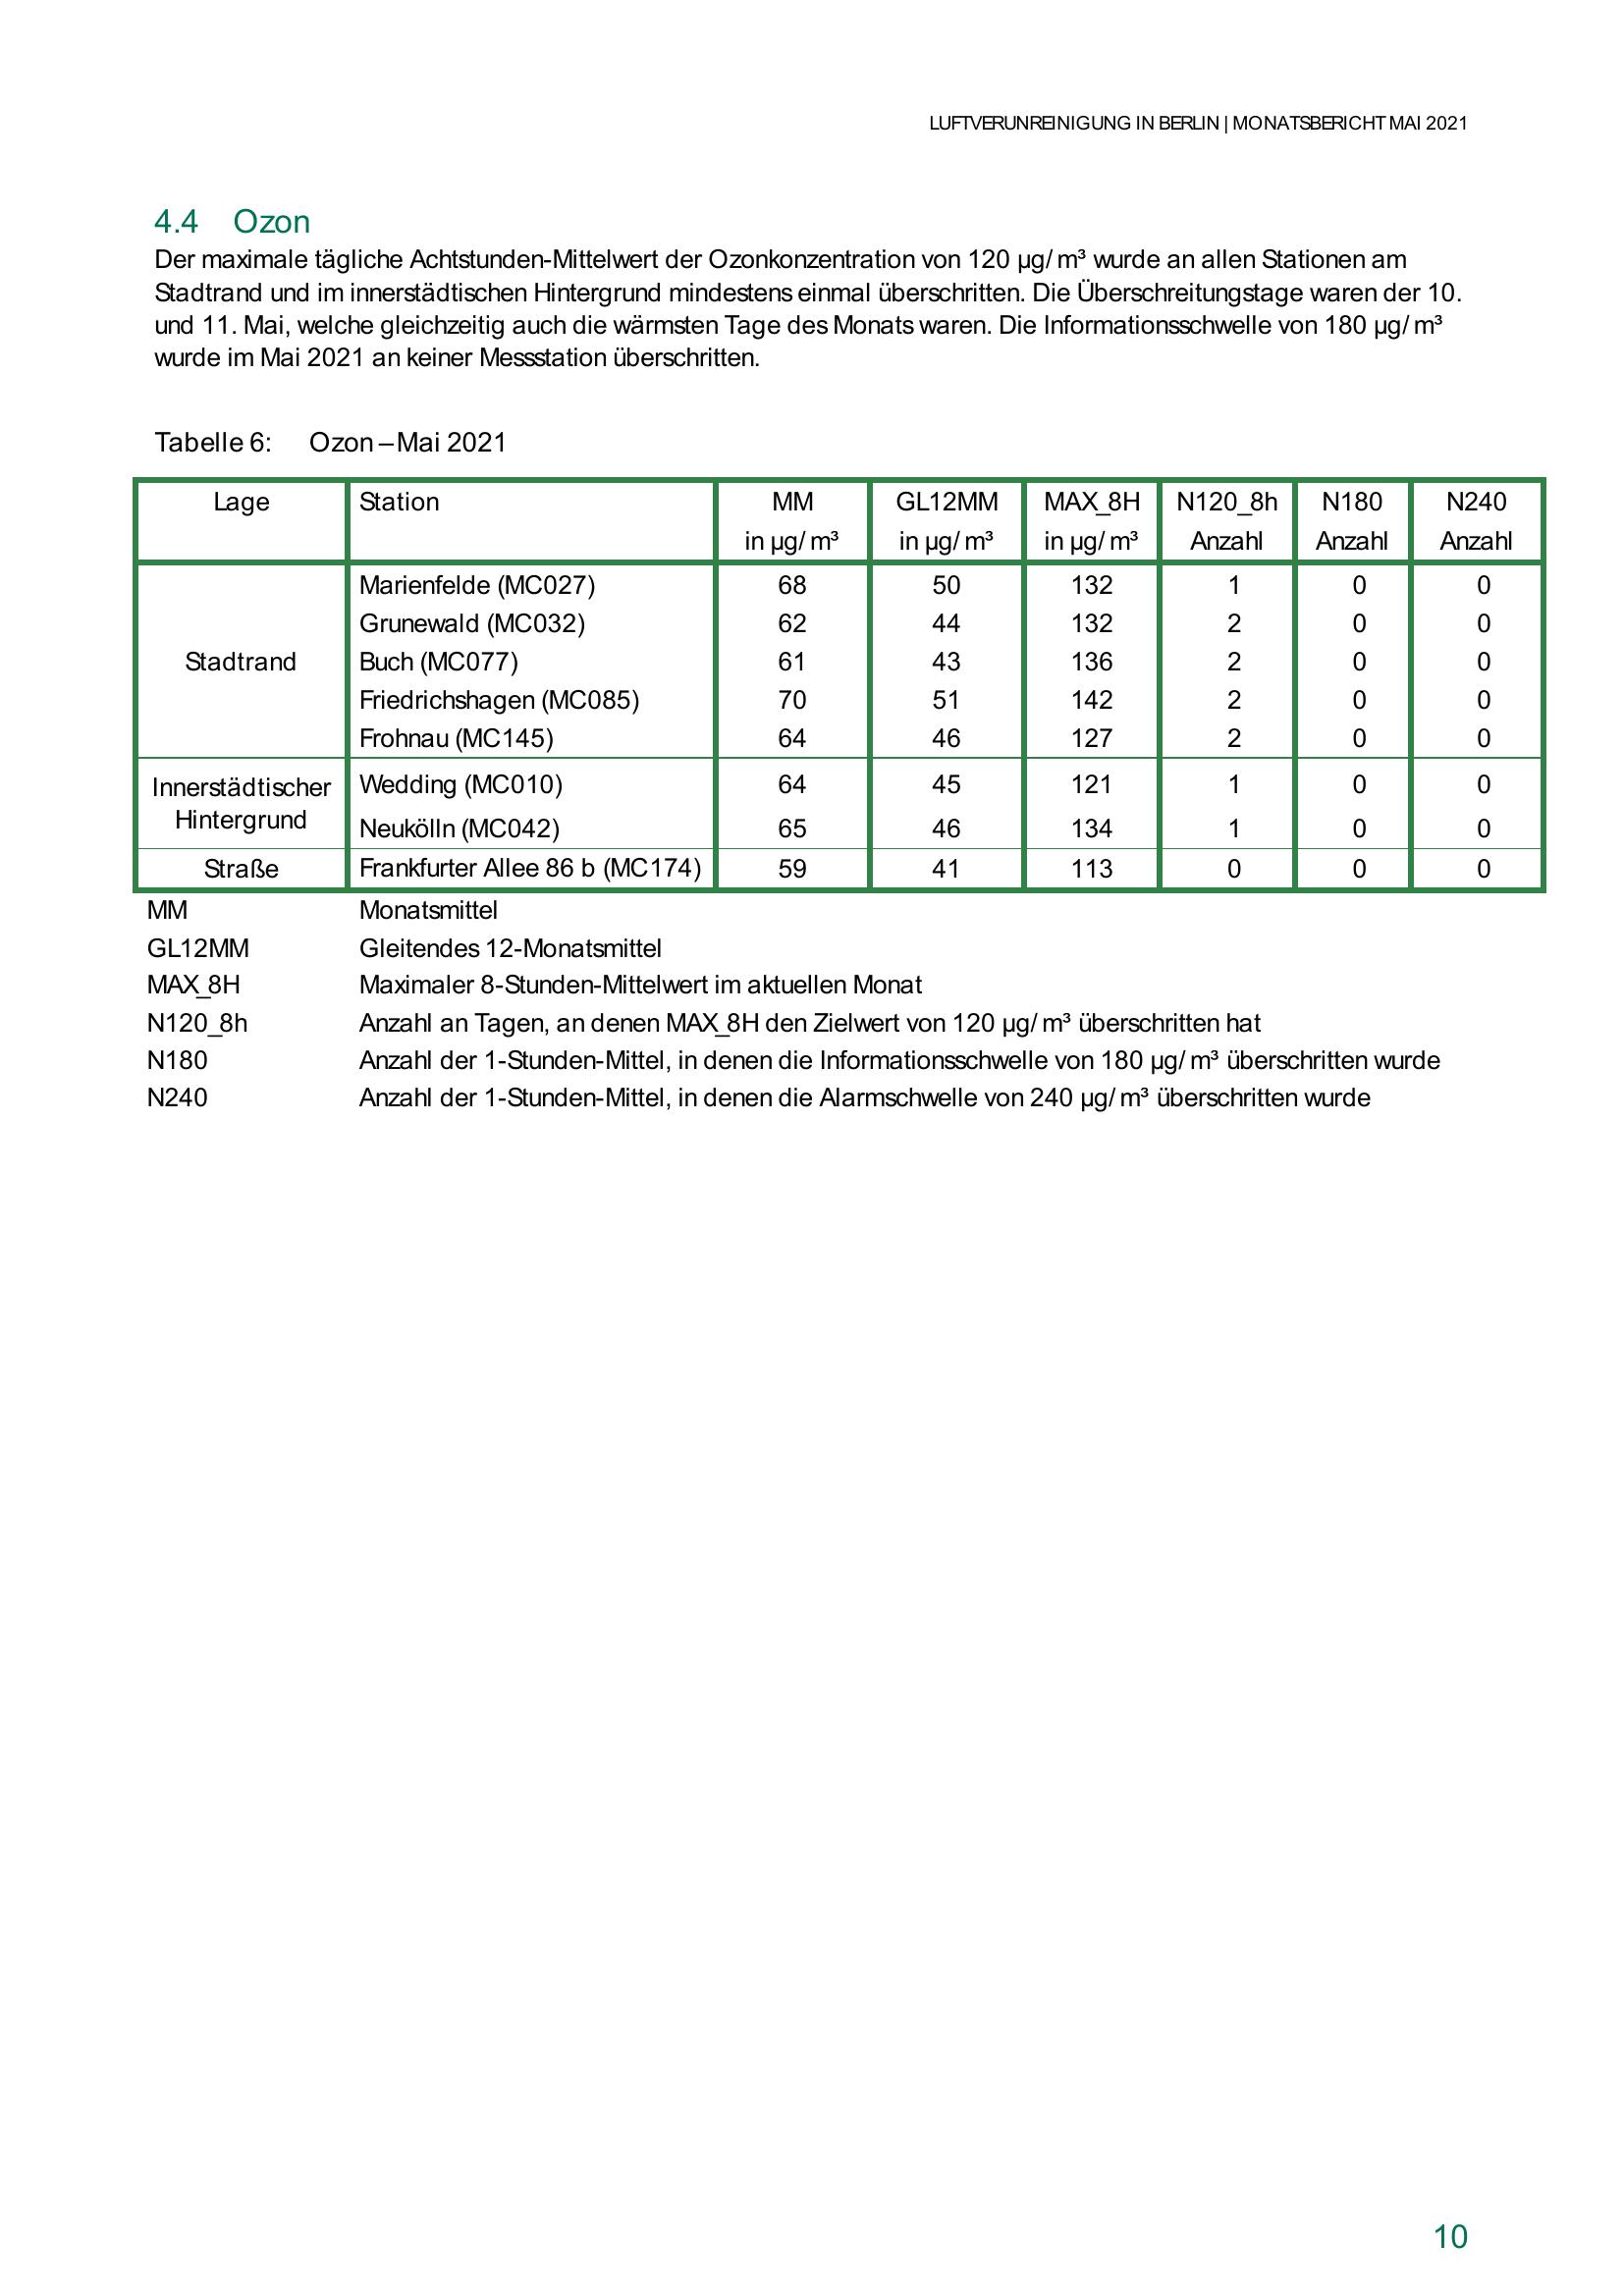 LUFTVERUNREINIGUNG IN BERLIN | MONATSBERICHT MAI 2021
4.4 Ozon
Der maximale tägliche Achtstunden-Mittelwert der Ozonkonzentration von 120 µg/m³ wurde an allen Stationen am
Stadtrand und im innerstädtischen Hintergrund mindestens einmal überschritten. Die Überschreitungstage waren der 10.
und 11. Mai, welche gleichzeitig auch die wärmsten Tage des Monats waren. Die Informationsschwelle von 180 µg/m³
wurde im Mai 2021 an keiner Messstation überschritten.
Tabelle 6: Ozon – Mai 2021
Lage Station MM GL12MM MAX_8H N120_8h N180 N240
in µg/m³ in µg/m³ in µg/m³ Anzahl Anzahl Anzahl
Marienfelde (MC027) 68 50 132 1 0 0
Grunewald (MC032) 62 44 132 2 0 0
Stadtrand Buch (MC077) 61 43 136 2 0 0
Friedrichshagen (MC085) 70 51 142 2 0 0
Frohnau (MC145) 64 46 127 2 0 0
Innerstädtischer Wedding (MC010) 64 45 121 1 0 0
Hintergrund Neukölln (MC042) 65 46 134 1 0 0
Straße Frankfurter Allee 86 b (MC174) 59 41 113 0 0 0
MM Monatsmittel
GL12MM Gleitendes 12-Monatsmittel
MAX_8H Maximaler 8-Stunden-Mittelwert im aktuellen Monat
N120_8h Anzahl an Tagen, an denen MAX_8H den Zielwert von 120 µg/m³ überschritten hat
N180 Anzahl der 1-Stunden-Mittel, in denen die Informationsschwelle von 180 µg/m³ überschritten wurde
N240 Anzahl der 1-Stunden-Mittel, in denen die Alarmschwelle von 240 µg/m³ überschritten wurde
10